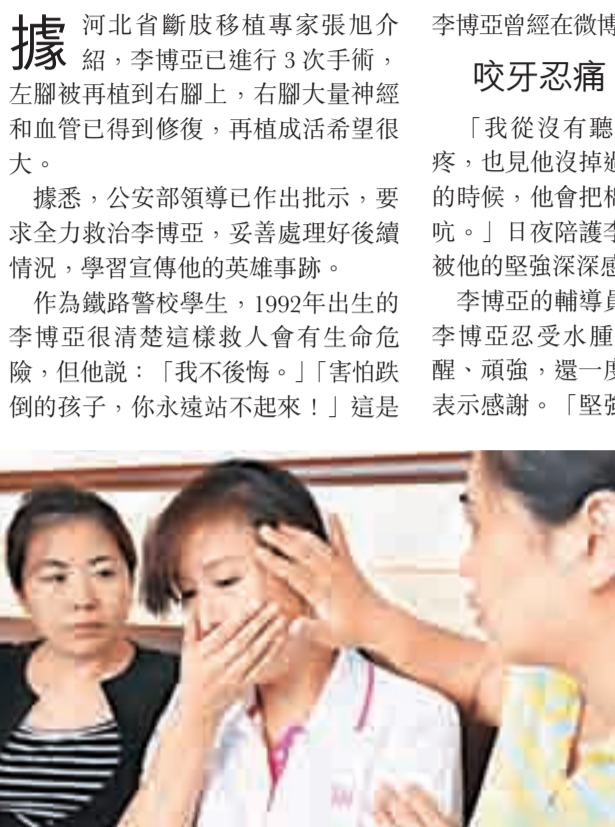 據 河北省斷肢移植專家張旭介
紹，李博亞已進行 3 次手術，
左腳被再植到右腳上，右腳大量神經
和血管已得到修復，再植成活希望很
大。
據悉，公安部領導已作出批示，要
求全力救治李博亞，妥善處理好後續
情況，學習宣傳他的英雄事跡。
作為鐵路警校學生，1992年出生的
李博亞很清楚這樣救人會有生命危
險，但他説：「我不後悔。」「害怕跌
倒的孩子，你永遠站不起來！」這是
李博亞曾經在微博
咬牙忍痛
「我從沒有聽
疼，也見他沒掉過
的時候，他會把
吭。」日夜陪護李
被他的堅強深深感
李博亞的輔導員
李博亞忍受水腫
醒、頑強，還一度
表示感謝。「堅強